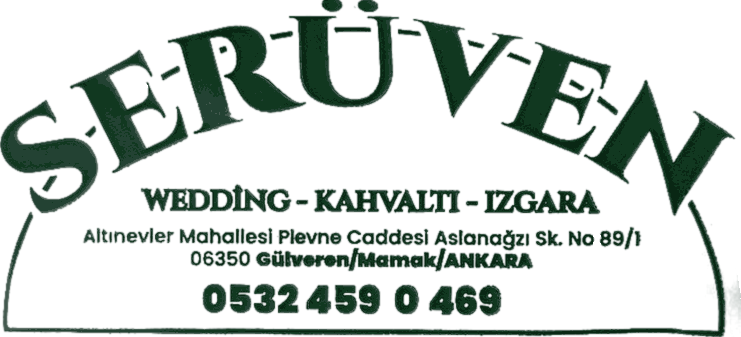 SERÜVEN
WEDDİNG - KAHVALTI - IZGARA
Altınevler Mahallesi Plevne Caddesi Aslanağzı Sk. No 89/1
06350 Gülveren/Mamak/ANKARA
0532 459 0 469